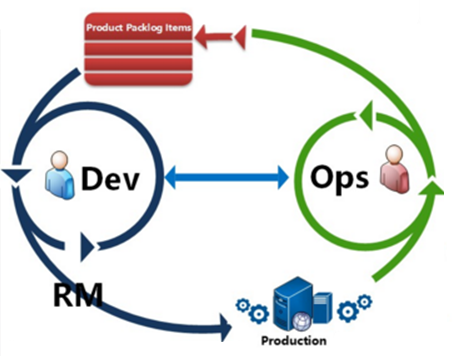 Product Packlog Items
Dev
Ops
RM
Production